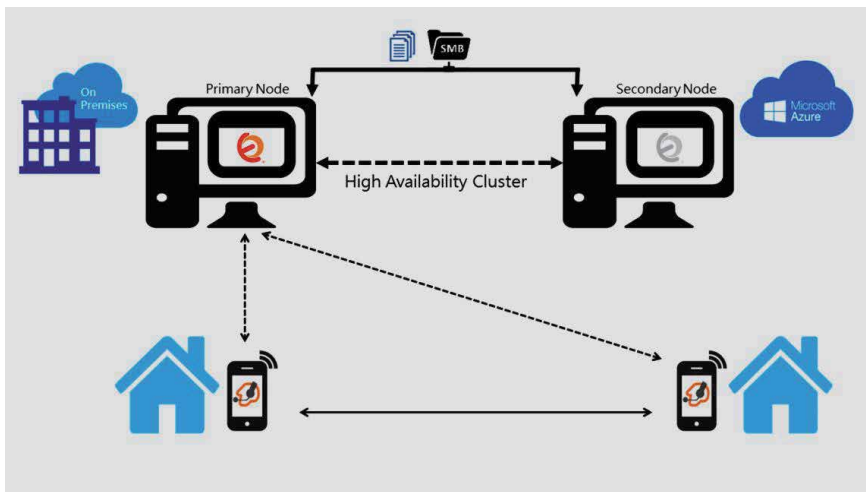 SMB
Primary Node
Secondary Node
On
Premises
Microsoft
Azure
High Availability Cluster